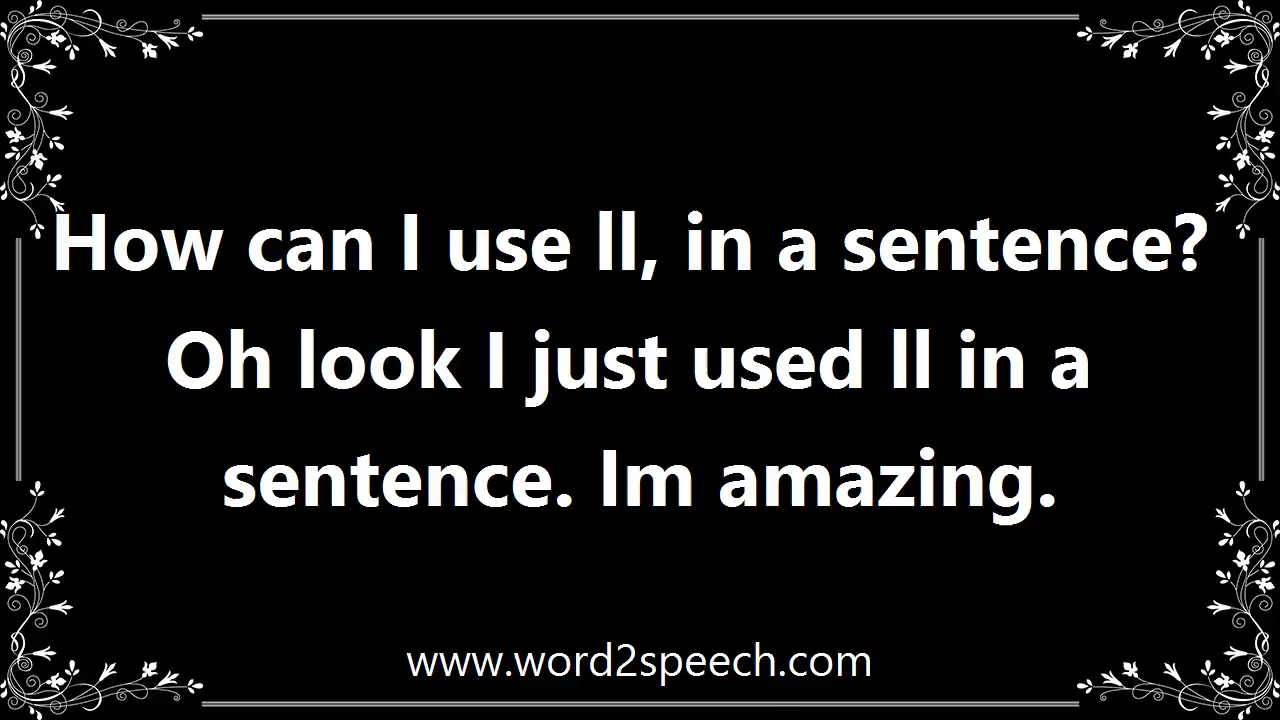 How can I use ll, in a sentence?
Oh look I just used ll in a
sentence. Im amazing.
www.word2speech.com